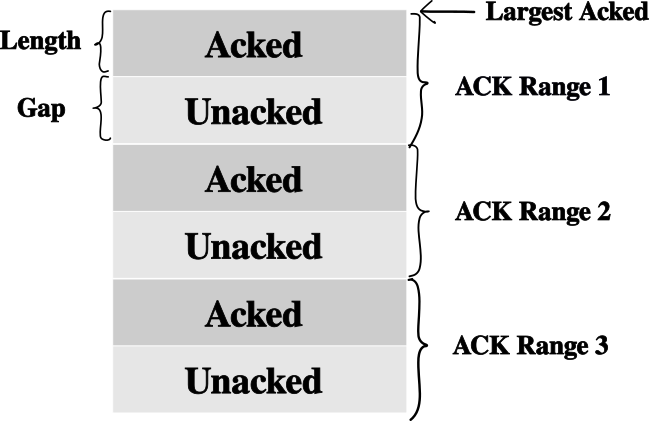 Largest Acked
Length
Acked
ACK Range 1
Gap
Unacked
Acked
ACK Range 2
Unacked
Acked
ACK Range 3
Unacked